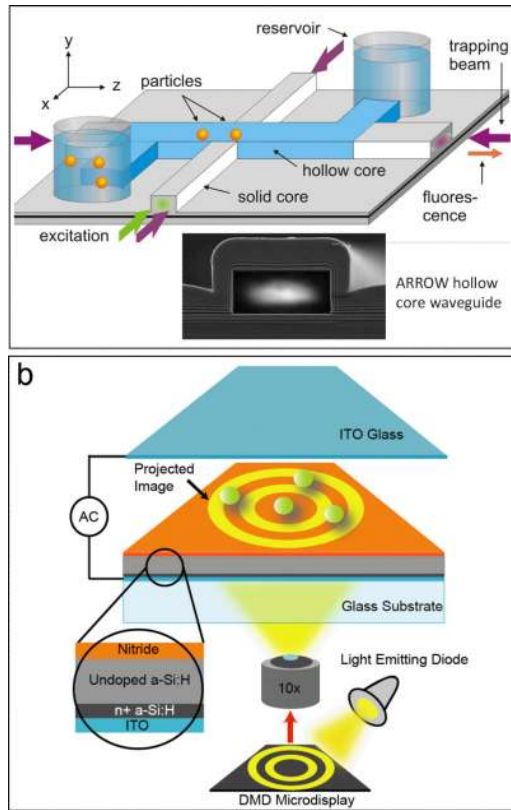 reservoir
trapping
beam
y
z
x
particles
hollow core
solid core
fluores-
cence
excitation
ARROW hollow
core waveguide
b
ITO Glass
Projected
Image
AC
Glass Substrate
Nitride
Undoped a-Si:H
n+ a-Si:H
ITO
10x
Light Emitting Diode
DMD Microdisplay